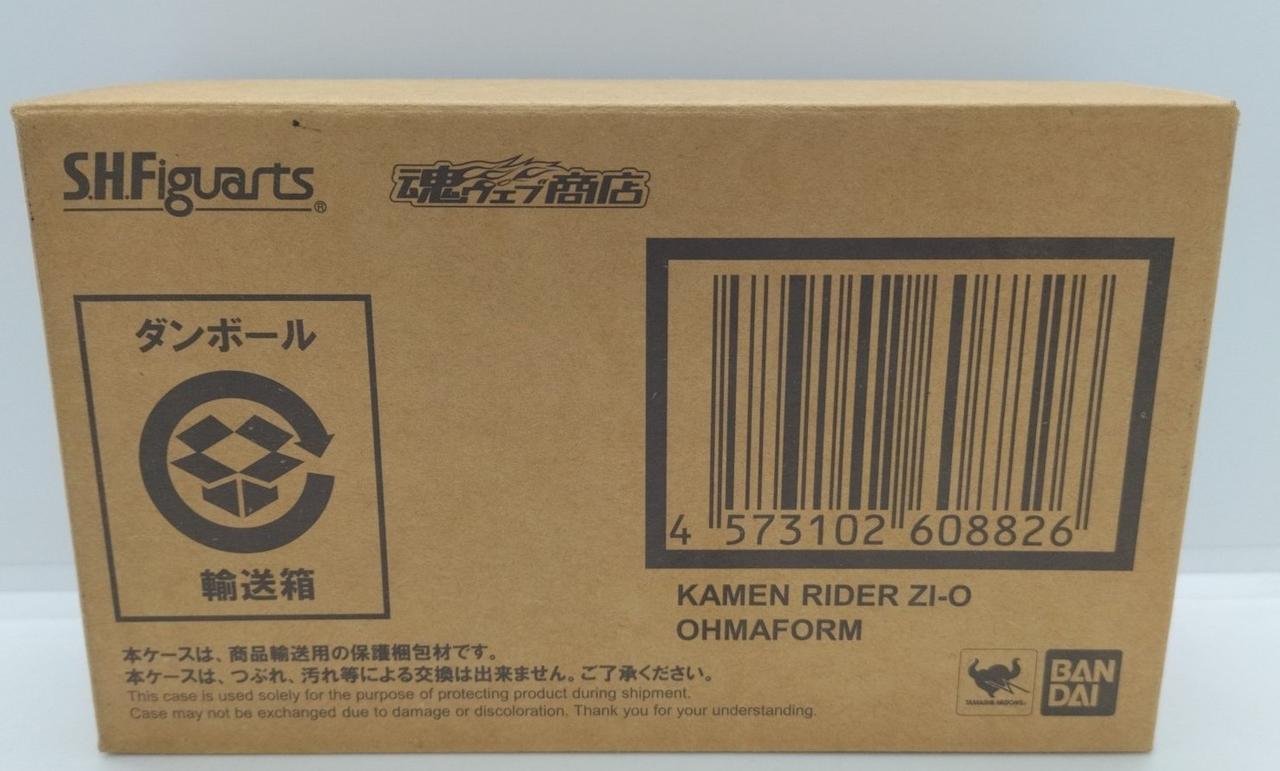 S.H.Figuarts®
魂ウェブ商店
ダンボール
輸送箱
4 573102 608826
KAMEN RIDER ZI-O
OHMAFORM
本ケースは、商品輸送用の保護梱包材です。
本ケースは、つぶれ、汚れ等による交換は出来ません。ご了承ください。
This case is used solely for the purpose of protecting product during shipment.
Case may not be exchanged due to damage or discoloration. Thank you for your understanding.
TAMASHII NATIONS
BAN
DAI